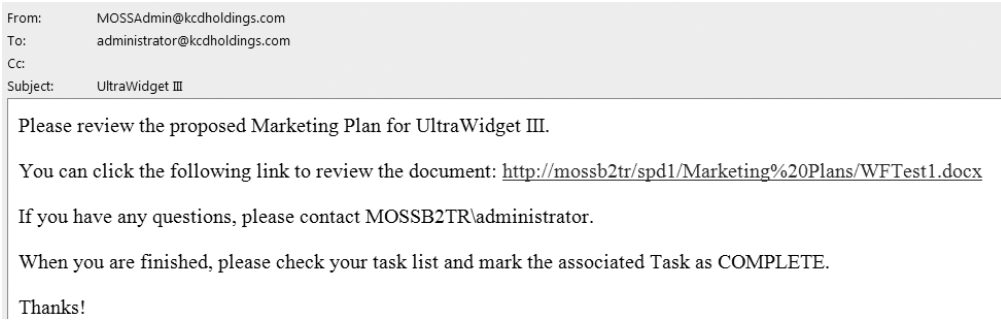 From: MOSSAdmin@kcdholdings.com
To: administrator@kcdholdings.com
Cc:
Subject: UltraWidget III
Please review the proposed Marketing Plan for UltraWidget III.
You can click the following link to review the document: http://mossb2tr/spd1/Marketing%20Plans/WFTest1.docx
If you have any questions, please contact MOSSB2TR\administrator.
When you are finished, please check your task list and mark the associated Task as COMPLETE.
Thanks!